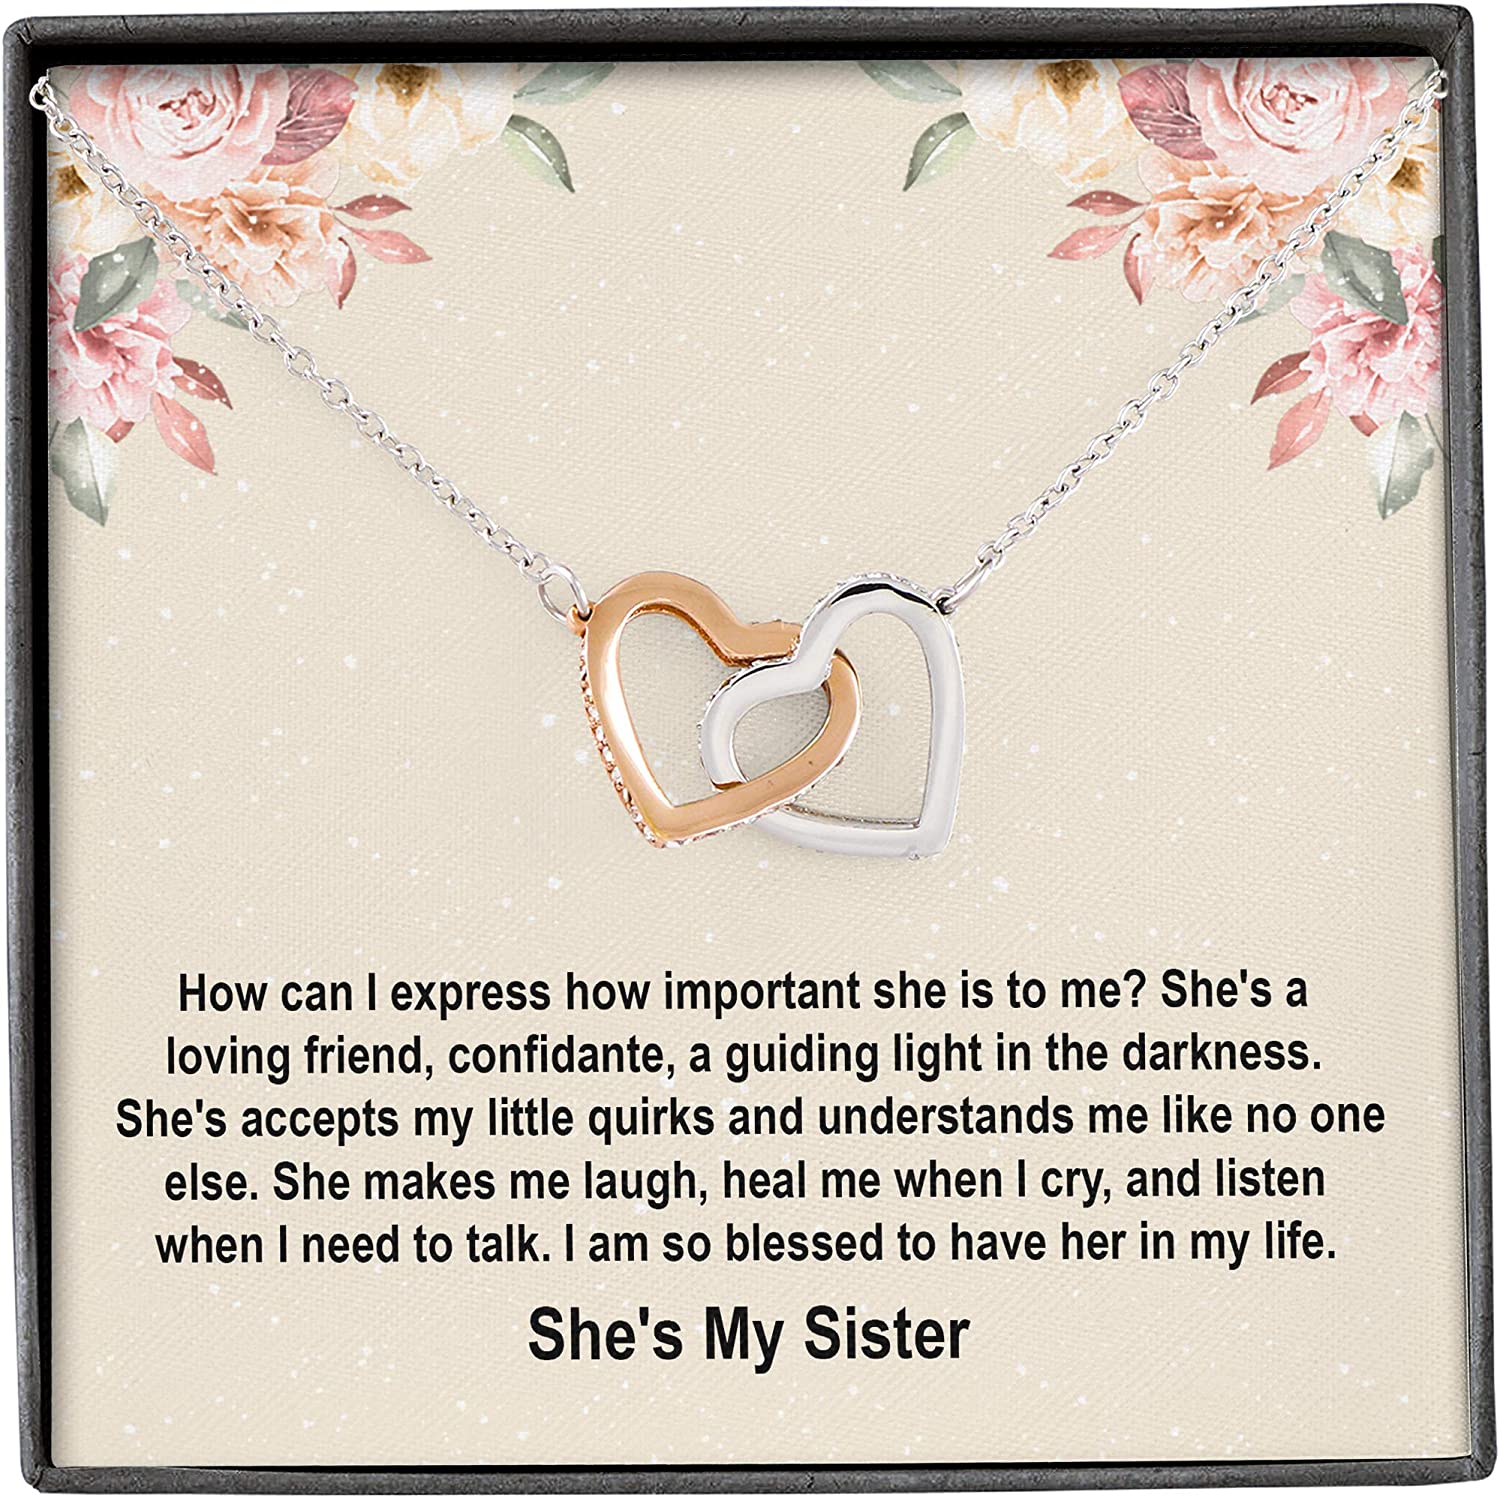 How can I express how important she is to me? She's a
loving friend, confidante, a guiding light in the darkness.
She's accepts my little quirks and understands me like no one
else. She makes me laugh, heal me when I cry, and listen
when I need to talk. I am so blessed to have her in my life.
She's My Sister